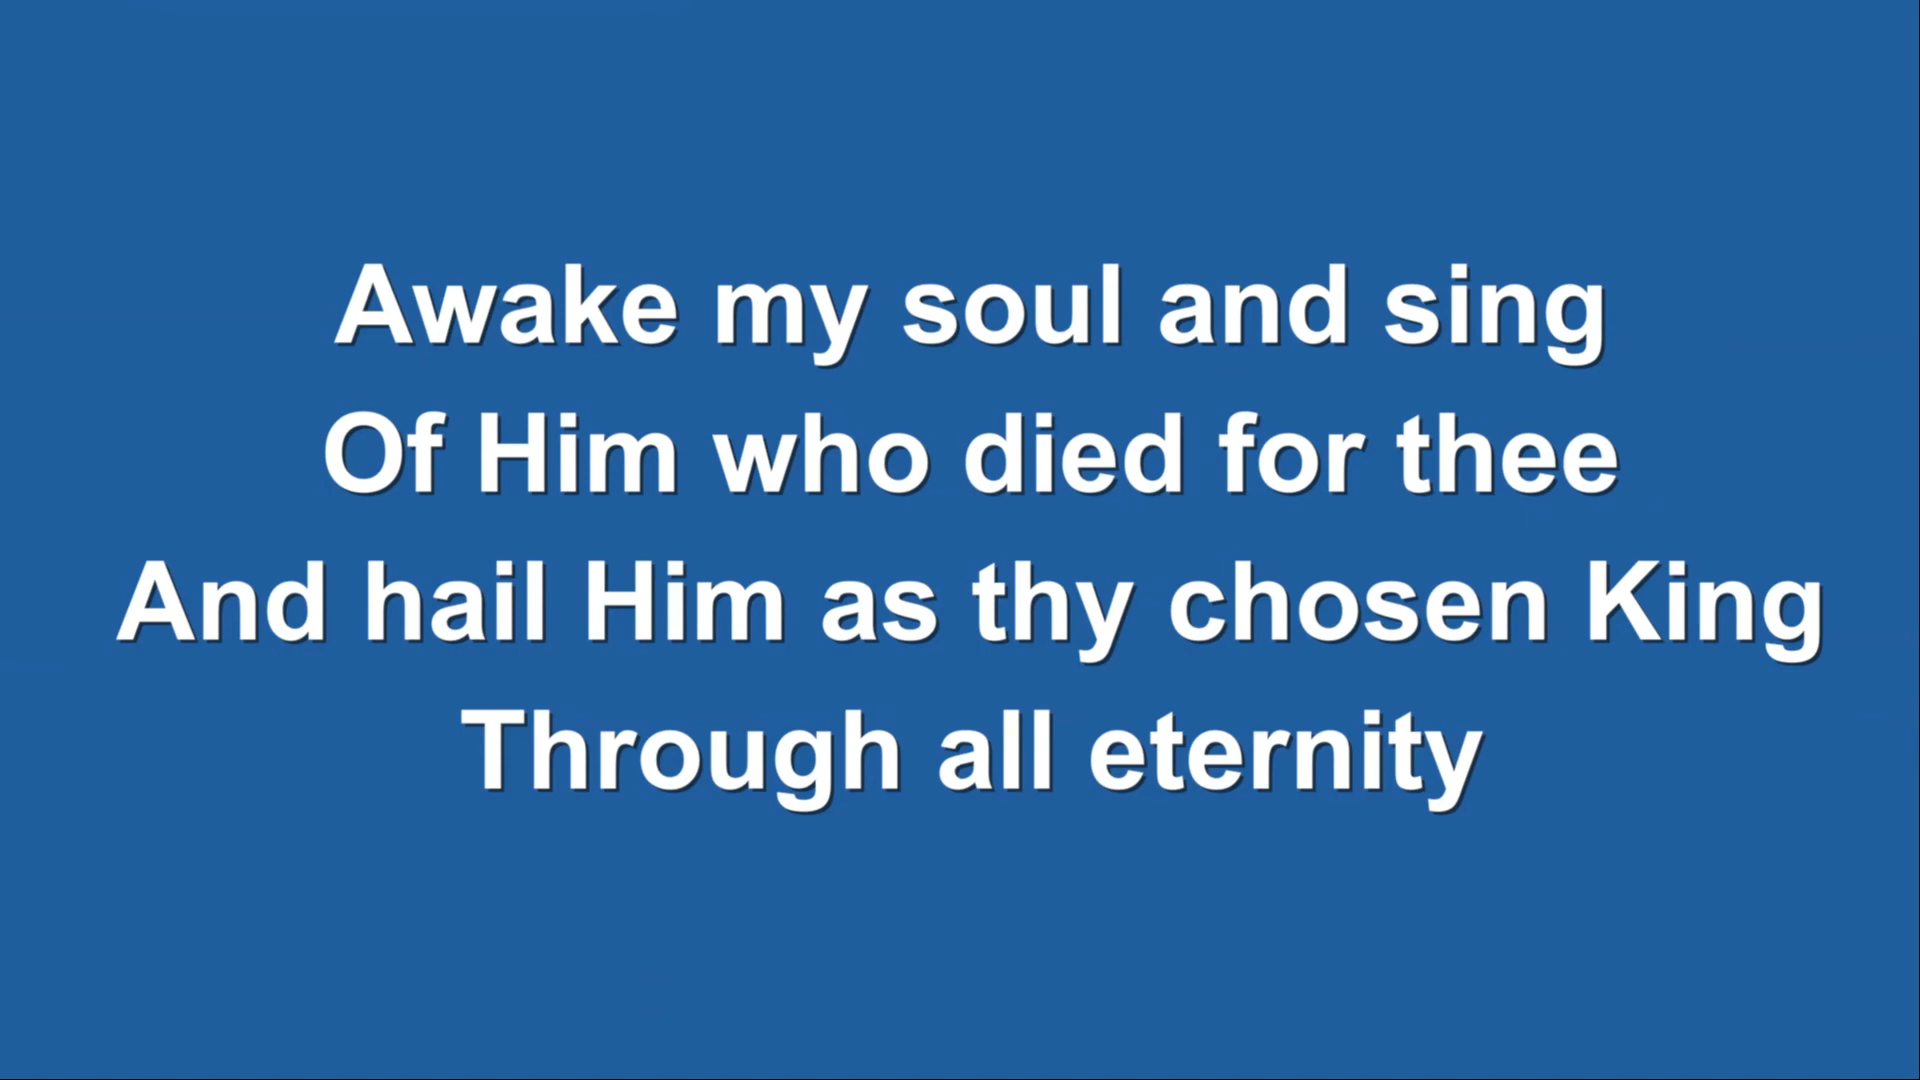 Awake my soul and sing
Of Him who died for thee
And hail Him as thy chosen King
Through all eternity